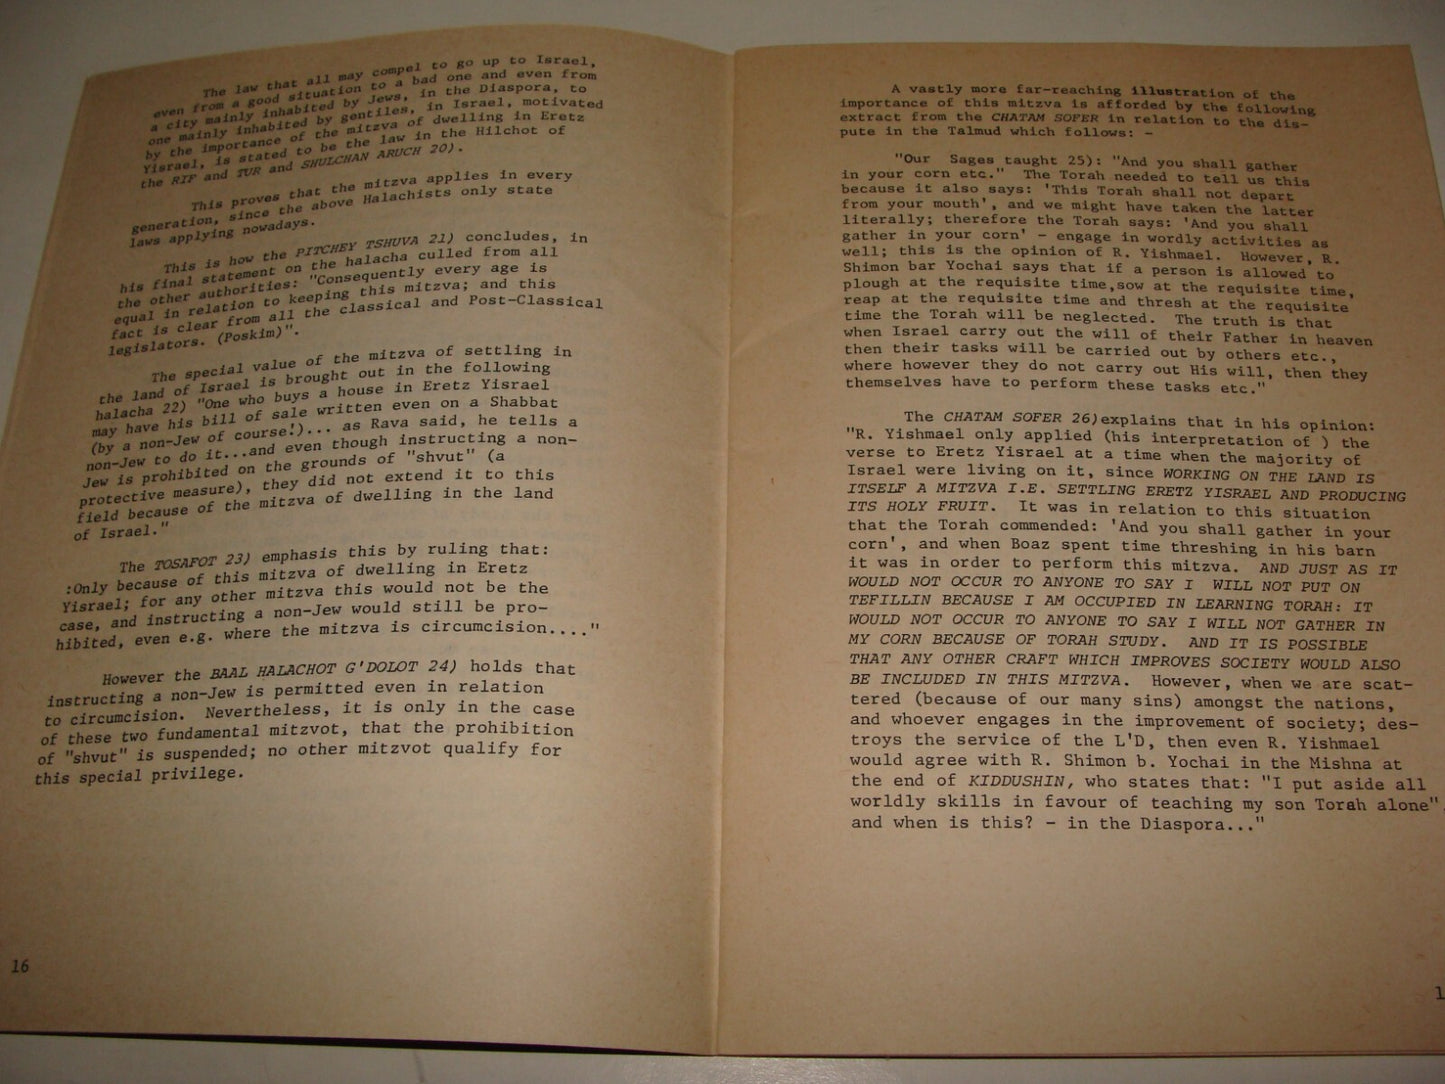 The law that all may compel to go up to Israel,
even from a good situation to a bad one and even from
a city mainly inhabited by Jews, in the Diaspora, to
one mainly inhabited by gentiles, in Israel, motivated
by the importance of the mitzva of dwelling in Eretz
Yisrael, is stated to be the law in the Hilchot of
the RIF and TUR and SHULCHAN ARUCH 20).
This proves that the mitzva applies in every
generation, since the above Halachists only state
laws applying nowadays.
This is how the PITCHEY TSHUVA 21) concludes, in
his final statement on the halacha culled from all
the other authorities: "Consequently every age is
equal in relation to keeping this mitzva; and this
fact is clear from all the classical and Post-Classical
legislators. (Poskim)".
The special value of the mitzva of settling in
the land of Israel is brought out in the following
halacha 22) "One who buys a house in Eretz Yisrael
may have his bill of sale written even on a Shabbat
(by a non-Jew of course!)... as Rava said, he tells a
non-Jew to do it...and even though instructing a non-
Jew is prohibited on the grounds of "shvut" (a
protective measure), they did not extend it to this
field because of the mitzva of dwelling in the land
of Israel."
The TOSAFOT 23) emphasis this by ruling that:
:Only because of this mitzva of dwelling in Eretz
Yisrael; for any other mitzva this would not be the
case, and instructing a non-Jew would still be pro-
hibited, even e.g. where the mitzva is circumcision...."
However the BAAL HALACHOT G'DOLOT 24) holds that
instructing a non-Jew is permitted even in relation
to circumcision. Nevertheless, it is only in the case
of these two fundamental mitzvot, that the prohibition
of "shvut" is suspended; no other mitzvot qualify for
this special privilege.
16
A vastly more far-reaching illustration of the
importance of this mitzva is afforded by the following
extract from the CHATAM SOFER in relation to the dis-
pute in the Talmud which follows: -
"Our Sages taught 25): "And you shall gather
in your corn etc." The Torah needed to tell us this
because it also says: 'This Torah shall not depart
from your mouth', and we might have taken the latter
literally; therefore the Torah says: 'And you shall
gather in your corn' - engage in wordly activities as
well; this is the opinion of R. Yishmael. However, R.
Shimon bar Yochai says that if a person is allowed to
plough at the requisite time,sow at the requisite time,
reap at the requisite time and thresh at the requisite
time the Torah will be neglected. The truth is that
when Israel carry out the will of their Father in heaven
then their tasks will be carried out by others etc.,
where however they do not carry out His will, then they
themselves have to perform these tasks etc."
The CHATAM SOFER 26)explains that in his opinion:
"R. Yishmael only applied (his interpretation of ) the
verse to Eretz Yisrael at a time when the majority of
Israel were living on it, since WORKING ON THE LAND IS
ITSELF A MITZVA I.E. SETTLING ERETZ YISRAEL AND PRODUCING
ITS HOLY FRUIT. It was in relation to this situation
that the Torah commended: 'And you shall gather in your
corn', and when Boaz spent time threshing in his barn
it was in order to perform this mitzva. AND JUST AS IT
WOULD NOT OCCUR TO ANYONE TO SAY I WILL NOT PUT ON
TEFILLIN BECAUSE I AM OCCUPIED IN LEARNING TORAH: IT
WOULD NOT OCCUR TO ANYONE TO SAY I WILL NOT GATHER IN
MY CORN BECAUSE OF TORAH STUDY. AND IT IS POSSIBLE
THAT ANY OTHER CRAFT WHICH IMPROVES SOCIETY WOULD ALSO
BE INCLUDED IN THIS MITZVA. However, when we are scat-
tered (because of our many sins) amongst the nations,
and whoever engages in the improvement of society; des-
troys the service of the L'D, then even R. Yishmael
would agree with R. Shimon b. Yochai in the Mishna at
the end of KIDDUSHIN, who states that: "I put aside all
worldly skills in favour of teaching my son Torah alone"
and when is this? - in the Diaspora..."